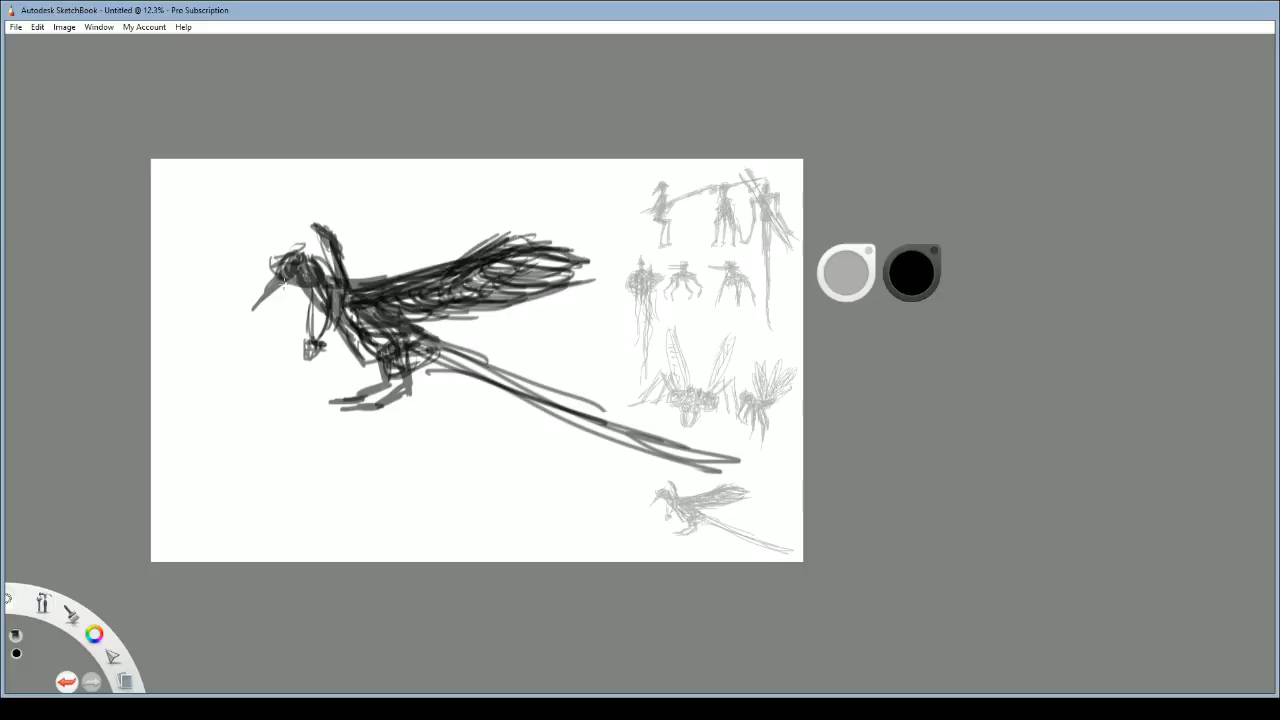 Autodesk SketchBook - Untitled @ 12.3% - Pro Subscription
File Edit Image Window My Account Help